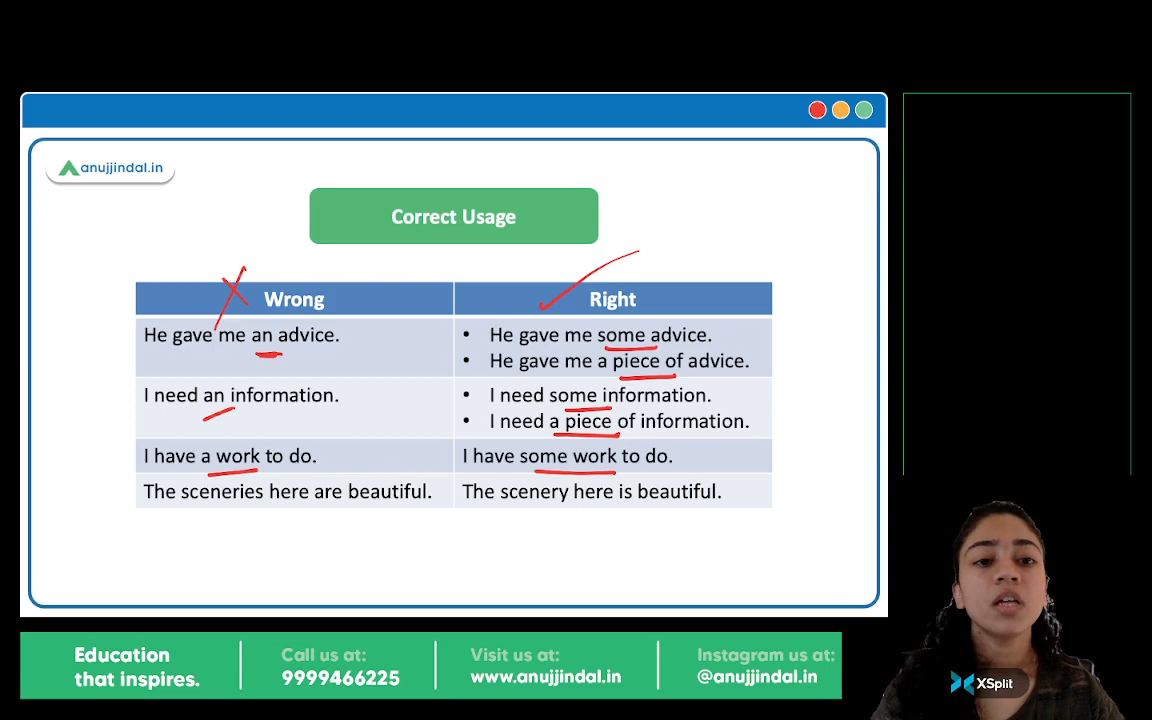 anujjindal.in
Correct Usage
Wrong
Right
He gave me an advice.
• He gave me some advice.
• He gave me a piece of advice.
I need an information.
• I need some information.
• I need a piece of information.
I have a work to do.
I have some work to do.
The sceneries here are beautiful.
The scenery here is beautiful.
Education
that inspires.
Call us at:
9999466225
Visit us at:
www.anujjindal.in
Instagram us at:
@anujjindal.in
XSplit